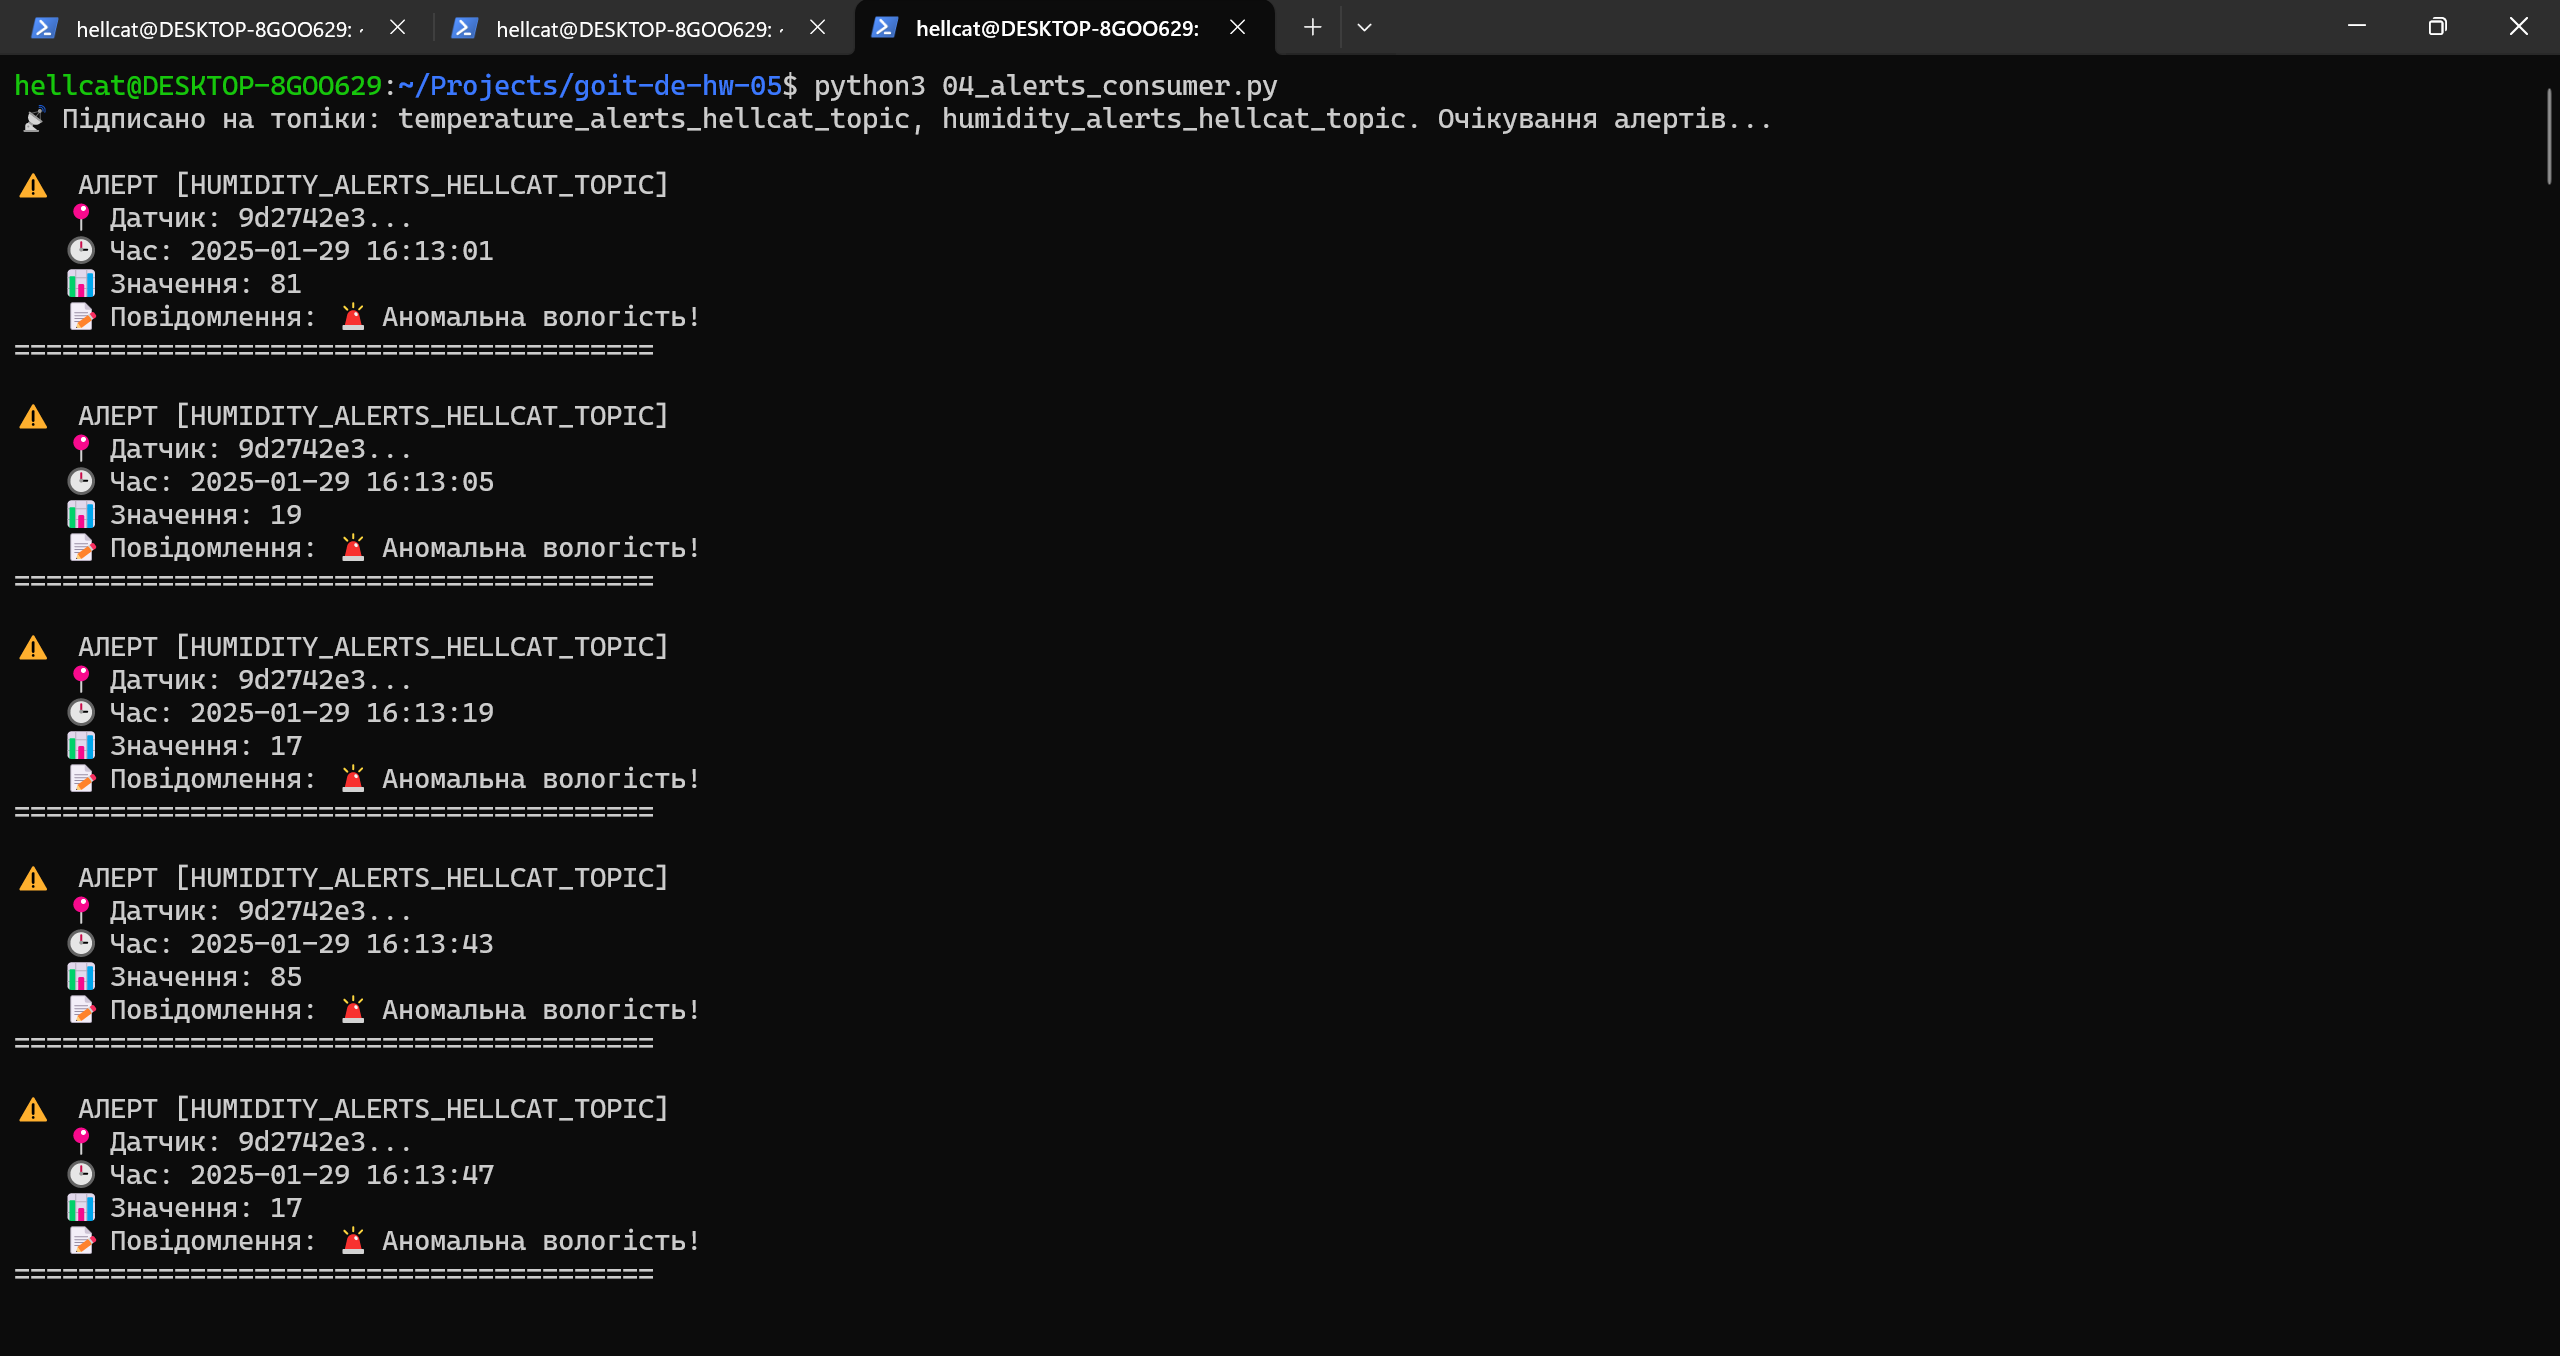 hellcat@DESKTOP-8GOO629: ~
hellcat@DESKTOP-8GOO629: ~
hellcat@DESKTOP-8GOO629:
hellcat@DESKTOP-8GOO629:~/Projects/goit-de-hw-05$ python3 04_alerts_consumer.py
📡 Підписано на топіки: temperature_alerts_hellcat_topic, humidity_alerts_hellcat_topic. Очікування алертів...
⚠️ АЛЕРТ [HUMIDITY_ALERTS_HELLCAT_TOPIC]
📍 Датчик: 9d2742e3...
🕒 Час: 2025-01-29 16:13:01
📊 Значення: 81
📝 Повідомлення: 🚨 Аномальна вологість!
========================================
⚠️ АЛЕРТ [HUMIDITY_ALERTS_HELLCAT_TOPIC]
📍 Датчик: 9d2742e3...
🕒 Час: 2025-01-29 16:13:05
📊 Значення: 19
📝 Повідомлення: 🚨 Аномальна вологість!
========================================
⚠️ АЛЕРТ [HUMIDITY_ALERTS_HELLCAT_TOPIC]
📍 Датчик: 9d2742e3...
🕒 Час: 2025-01-29 16:13:19
📊 Значення: 17
📝 Повідомлення: 🚨 Аномальна вологість!
========================================
⚠️ АЛЕРТ [HUMIDITY_ALERTS_HELLCAT_TOPIC]
📍 Датчик: 9d2742e3...
🕒 Час: 2025-01-29 16:13:43
📊 Значення: 85
📝 Повідомлення: 🚨 Аномальна вологість!
========================================
⚠️ АЛЕРТ [HUMIDITY_ALERTS_HELLCAT_TOPIC]
📍 Датчик: 9d2742e3...
🕒 Час: 2025-01-29 16:13:47
📊 Значення: 17
📝 Повідомлення: 🚨 Аномальна вологість!
========================================